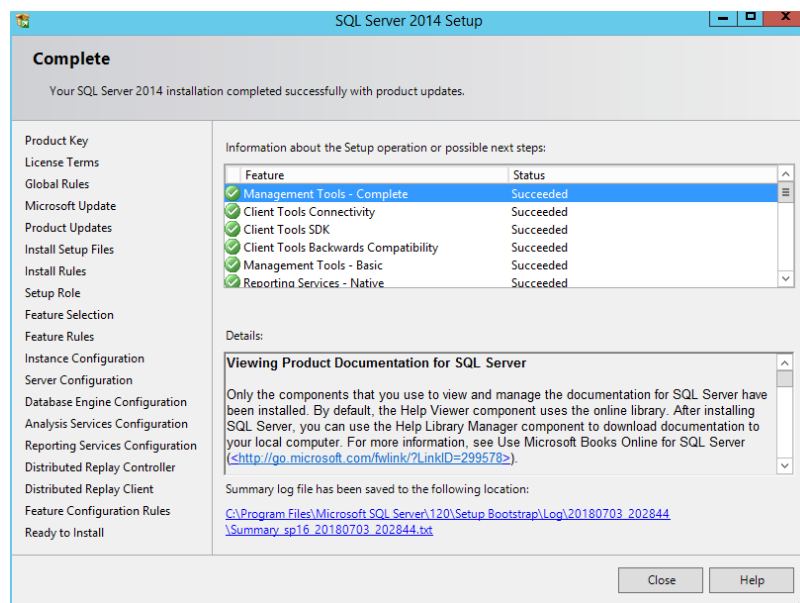 SQL Server 2014 Setup
Complete
Your SQL Server 2014 installation completed successfully with product updates.
Product Key
License Terms
Global Rules
Microsoft Update
Product Updates
Install Setup Files
Install Rules
Setup Role
Feature Selection
Feature Rules
Instance Configuration
Server Configuration
Database Engine Configuration
Analysis Services Configuration
Reporting Services Configuration
Distributed Replay Controller
Distributed Replay Client
Feature Configuration Rules
Ready to Install
Information about the Setup operation or possible next steps:
Feature Status
Management Tools - Complete Succeeded
Client Tools Connectivity Succeeded
Client Tools SDK Succeeded
Client Tools Backwards Compatibility Succeeded
Management Tools - Basic Succeeded
Reporting Services - Native Succeeded
Details:
Viewing Product Documentation for SQL Server
Only the components that you use to view and manage the documentation for SQL Server have
been installed. By default, the Help Viewer component uses the online library. After installing
SQL Server, you can use the Help Library Manager component to download documentation to
your local computer. For more information, see Use Microsoft Books Online for SQL Server
(<http://go.microsoft.com/fwlink/?LinkID=299578>).
Summary log file has been saved to the following location:
C:\Program Files\Microsoft SQL Server\120\Setup Bootstrap\Log\20180703_202844
\Summary_sp16_20180703_202844.txt
Close Help